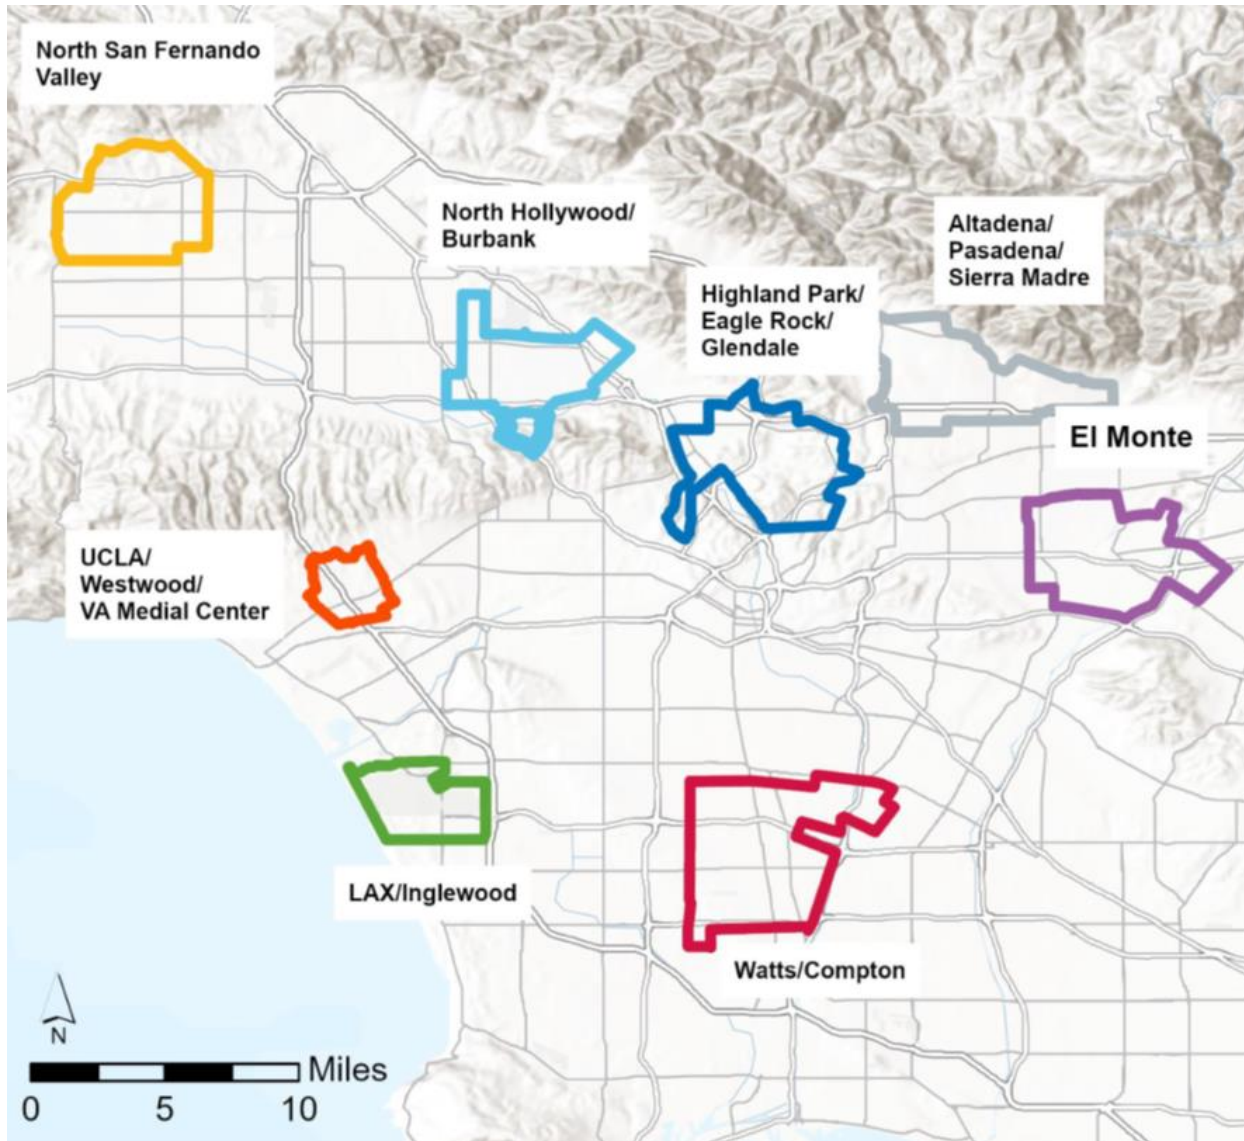 North San Fernando
Valley
North Hollywood/
Burbank
Altadena/
Pasadena/
Sierra Madre
Highland Park/
Eagle Rock/
Glendale
El Monte
UCLA/
Westwood/
VA Medial Center
LAX/Inglewood
Watts/Compton
N
Miles
0 5 10